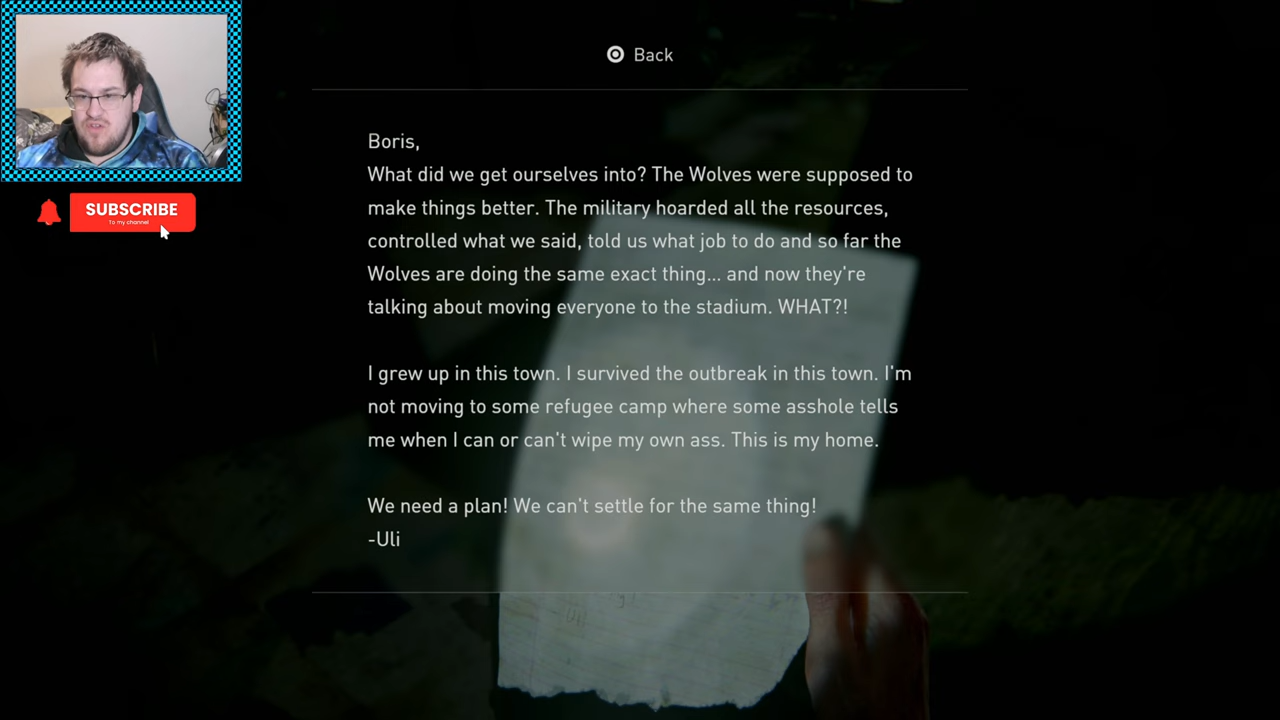 Back
SUBSCRIBE
To my channel
Boris,
What did we get ourselves into? The Wolves were supposed to
make things better. The military hoarded all the resources,
controlled what we said, told us what job to do and so far the
Wolves are doing the same exact thing... and now they're
talking about moving everyone to the stadium. WHAT?!
I grew up in this town. I survived the outbreak in this town. I'm
not moving to some refugee camp where some asshole tells
me when I can or can't wipe my own ass. This is my home.
We need a plan! We can't settle for the same thing!
-Uli